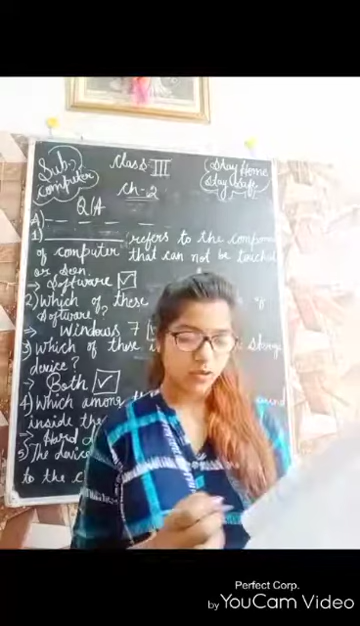 Sub:-
Computer
Class-III
Stay Home
Stay Safe
Ch-2
Q/A
A)
1) refers to the
of computer that can not be touched
or seen.
→ Software ✓
2) Which of these of
Software?
→ Windows 7
3) Which of these
device?
→ Both ✓
4) Which among
inside the
→ Hard
5) The device
to the
Perfect Corp.
by YouCam Video